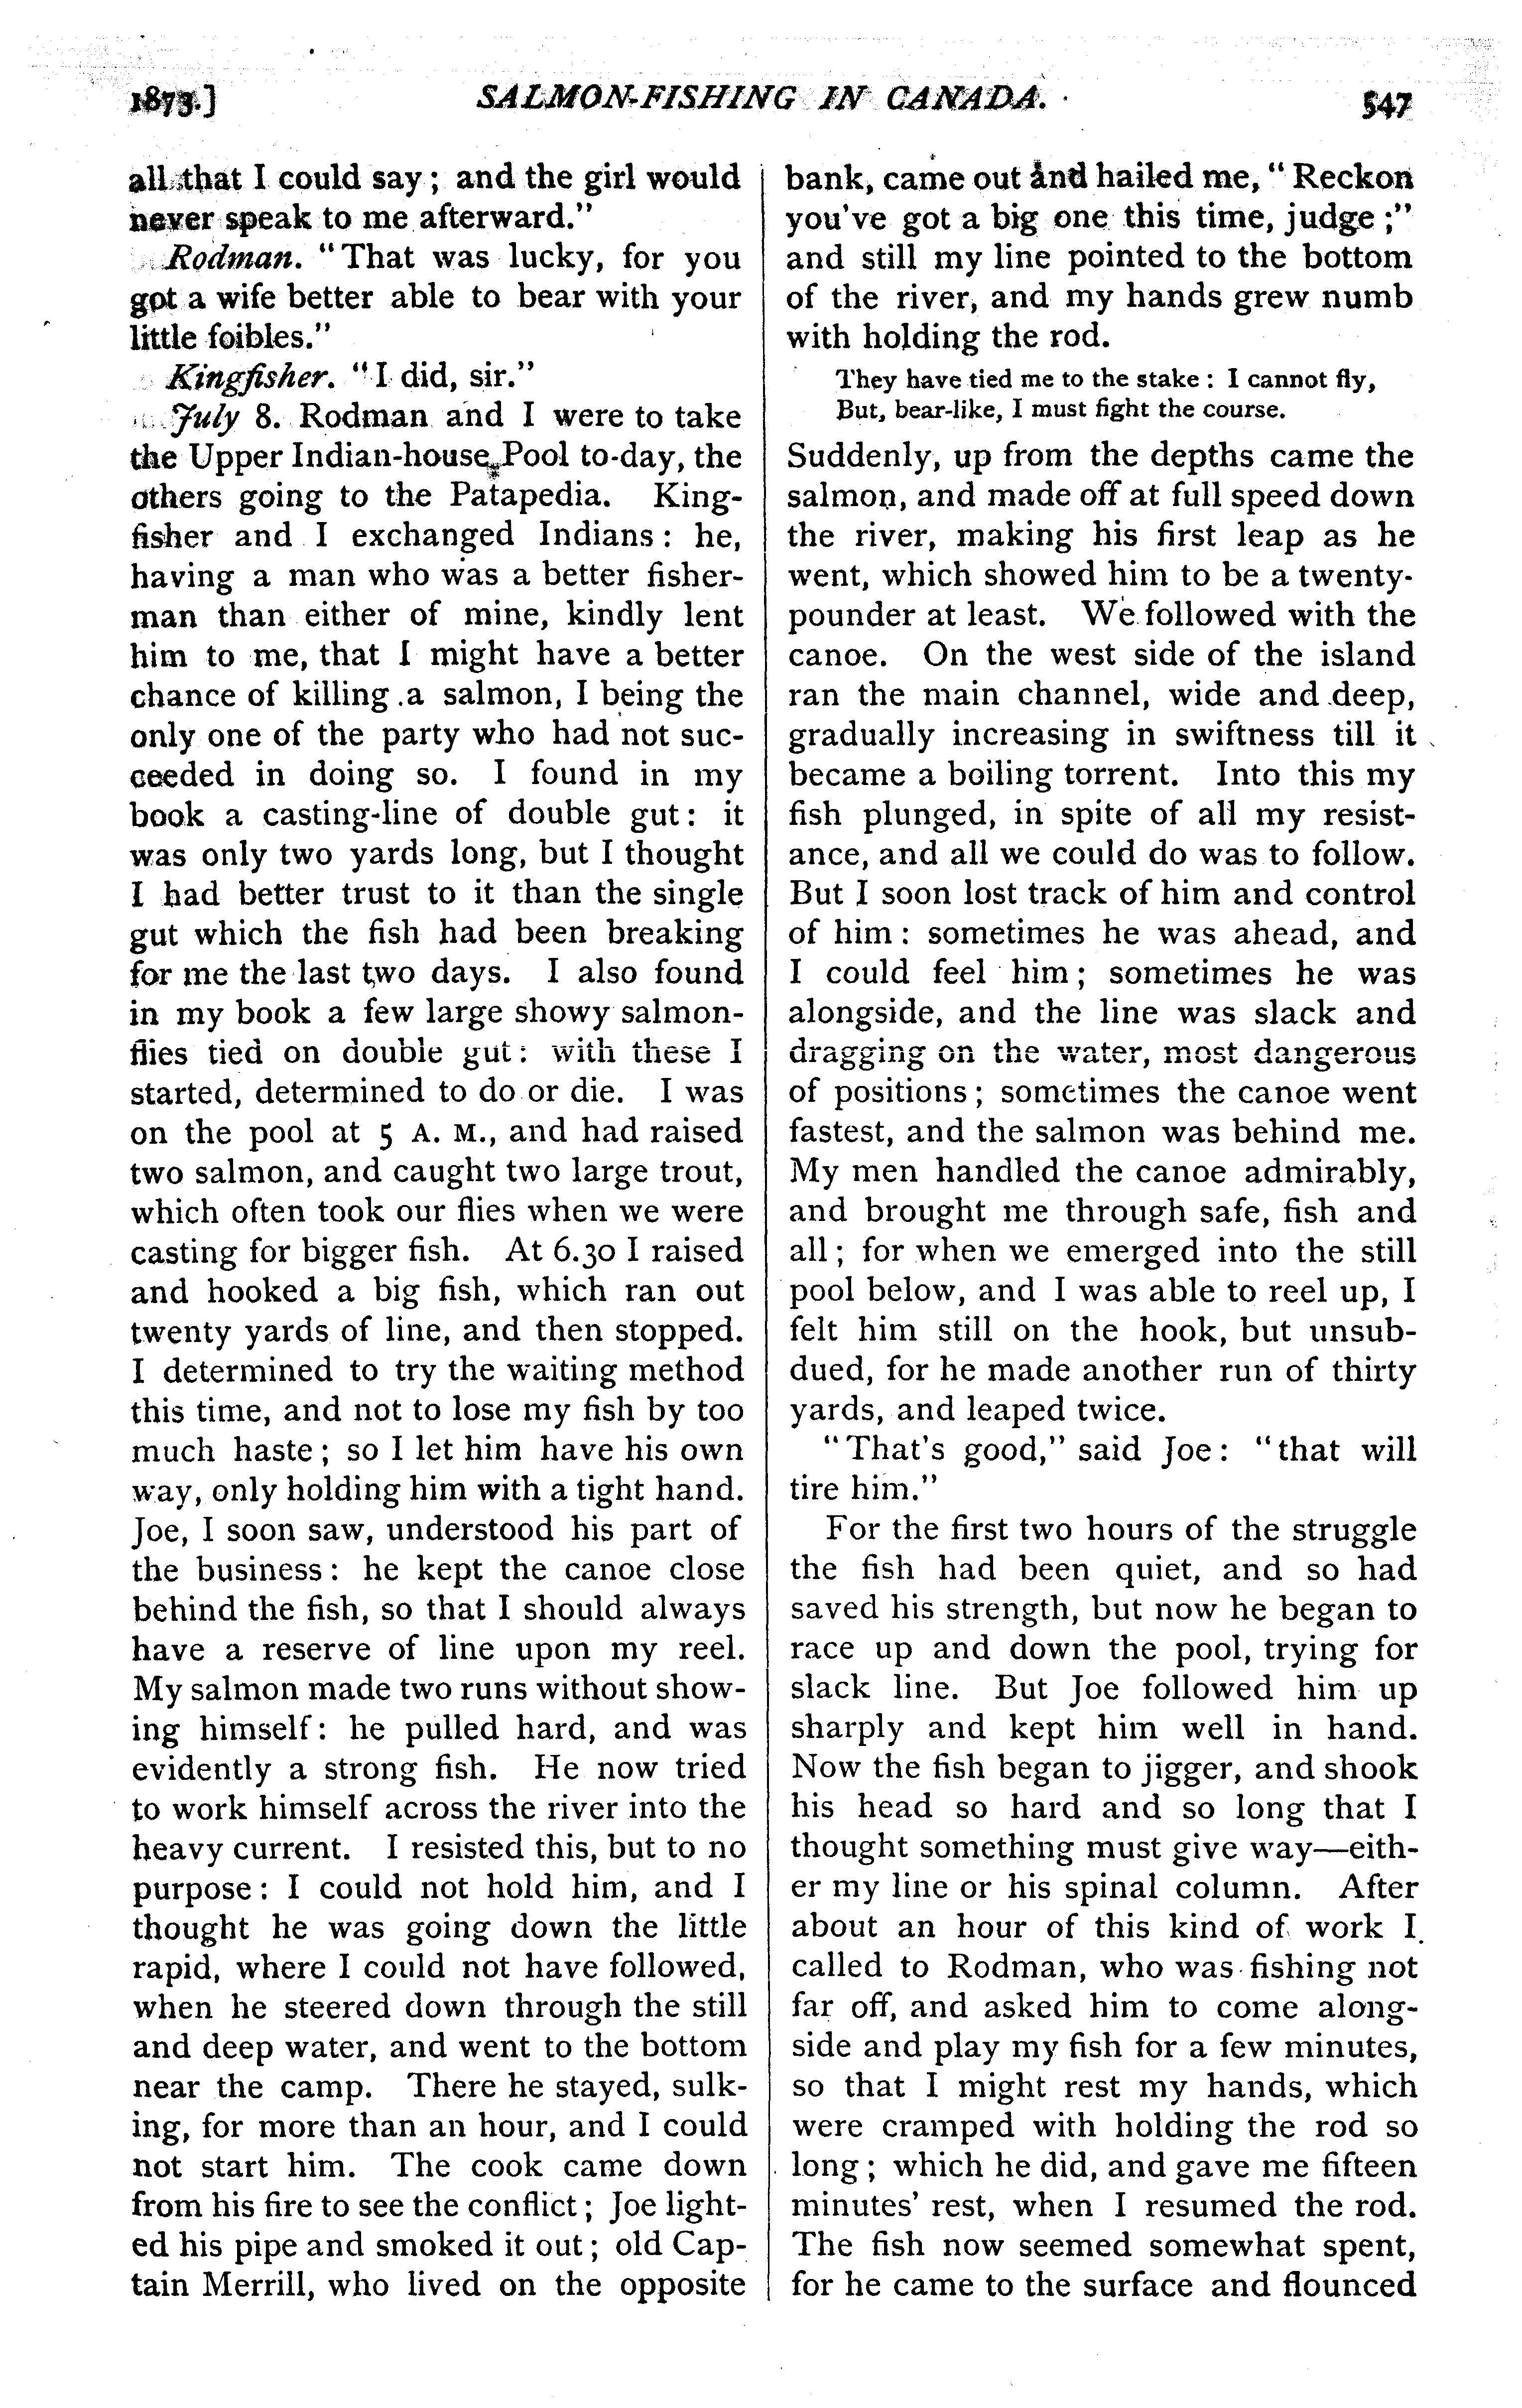 1873.] SALMON-FISHING IN CANADA. 547
all that I could say; and the girl would
never speak to me afterward."
Rodman. "That was lucky, for you
got a wife better able to bear with your
little foibles."
Kingfisher. "I did, sir."
July 8. Rodman and I were to take
the Upper Indian-house Pool to-day, the
others going to the Patapedia. King-
fisher and I exchanged Indians: he,
having a man who was a better fisher-
man than either of mine, kindly lent
him to me, that I might have a better
chance of killing a salmon, I being the
only one of the party who had not suc-
ceeded in doing so. I found in my
book a casting-line of double gut: it
was only two yards long, but I thought
I had better trust to it than the single
gut which the fish had been breaking
for me the last two days. I also found
in my book a few large showy salmon-
flies tied on double gut: with these I
started, determined to do or die. I was
on the pool at 5 A. M., and had raised
two salmon, and caught two large trout,
which often took our flies when we were
casting for bigger fish. At 6.30 I raised
and hooked a big fish, which ran out
twenty yards of line, and then stopped.
I determined to try the waiting method
this time, and not to lose my fish by too
much haste; so I let him have his own
way, only holding him with a tight hand.
Joe, I soon saw, understood his part of
the business: he kept the canoe close
behind the fish, so that I should always
have a reserve of line upon my reel.
My salmon made two runs without show-
ing himself: he pulled hard, and was
evidently a strong fish. He now tried
to work himself across the river into the
heavy current. I resisted this, but to no
purpose: I could not hold him, and I
thought he was going down the little
rapid, where I could not have followed,
when he steered down through the still
and deep water, and went to the bottom
near the camp. There he stayed, sulk-
ing, for more than an hour, and I could
not start him. The cook came down
from his fire to see the conflict; Joe light-
ed his pipe and smoked it out; old Cap-
tain Merrill, who lived on the opposite
bank, came out and hailed me, "Reckon
you've got a big one this time, judge;"
and still my line pointed to the bottom
of the river, and my hands grew numb
with holding the rod.
They have tied me to the stake: I cannot fly,
But, bear-like, I must fight the course.
Suddenly, up from the depths came the
salmon, and made off at full speed down
the river, making his first leap as he
went, which showed him to be a twenty-
pounder at least. We followed with the
canoe. On the west side of the island
ran the main channel, wide and deep,
gradually increasing in swiftness till it
became a boiling torrent. Into this my
fish plunged, in spite of all my resist-
ance, and all we could do was to follow.
But I soon lost track of him and control
of him: sometimes he was ahead, and
I could feel him; sometimes he was
alongside, and the line was slack and
dragging on the water, most dangerous
of positions; sometimes the canoe went
fastest, and the salmon was behind me.
My men handled the canoe admirably,
and brought me through safe, fish and
all; for when we emerged into the still
pool below, and I was able to reel up, I
felt him still on the hook, but unsub-
dued, for he made another run of thirty
yards, and leaped twice.
"That's good," said Joe: "that will
tire him."
For the first two hours of the struggle
the fish had been quiet, and so had
saved his strength, but now he began to
race up and down the pool, trying for
slack line. But Joe followed him up
sharply and kept him well in hand.
Now the fish began to jigger, and shook
his head so hard and so long that I
thought something must give way—eith-
er my line or his spinal column. After
about an hour of this kind of work I
called to Rodman, who was fishing not
far off, and asked him to come along-
side and play my fish for a few minutes,
so that I might rest my hands, which
were cramped with holding the rod so
long; which he did, and gave me fifteen
minutes' rest, when I resumed the rod.
The fish now seemed somewhat spent,
for he came to the surface and flounced